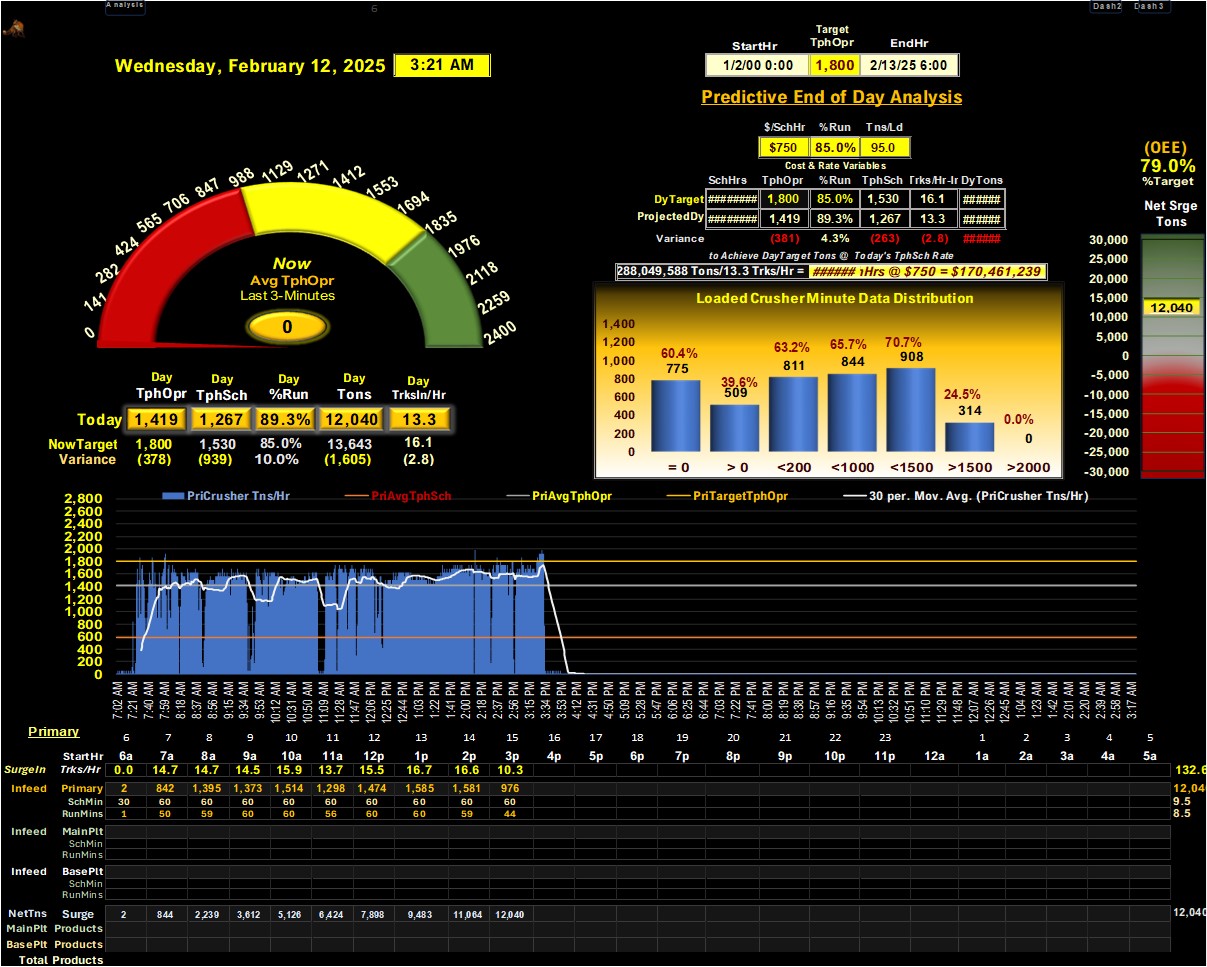 Analysis
6
Dash2 Dash3
Wednesday, February 12, 2025 3:21 AM
StartHr Target TphOpr EndHr
1/2/00 0:00 1,800 2/13/25 6:00
Predictive End of Day Analysis
$/SchHr %Run Tns/Ld
$750 85.0% 95.0
Cost & Rate Variables
SchHrs TphOpr %Run TphSch Trks/Hr-Ir DyTons
DyTarget ######## 1,800 85.0% 1,530 16.1 ######
ProjectedDy ######## 1,419 89.3% 1,267 13.3 ######
Variance (381) 4.3% (263) (2.8) ######
to Achieve DayTarget Tons @ Today's TphSch Rate
288,049,588 Tons/13.3 Trks/Hr = ###### ıHrs @ $750 = $170,461,239
(OEE)
79.0%
%Target
Net Srge
Tons
30,000
25,000
20,000
15,000
12,040
10,000
5,000
0
-5,000
-10,000
-15,000
-20,000
-25,000
-30,000
0 141 282 424 565 706 847 988 1129 1271 1412 1553 1694 1835 1976 2118 2259 2400
Now
Avg TphOpr
Last 3-Minutes
0
Day Day Day Day Day
TphOpr TphSch %Run Tons TrksIn/Hr
Today 1,419 1,267 89.3% 12,040 13.3
NowTarget 1,800 1,530 85.0% 13,643 16.1
Variance (378) (939) 10.0% (1,605) (2.8)
Loaded Crusher Minute Data Distribution
1,400
1,200
1,000
800
600
400
200
0
60.4% 39.6% 63.2% 65.7% 70.7% 24.5% 0.0%
775 509 811 844 908 314 0
= 0 > 0 <200 <1000 <1500 >1500 >2000
PriCrusher Tns/Hr PriAvgTphSch PriAvgTphOpr PriTargetTphOpr 30 per. Mov. Avg. (PriCrusher Tns/Hr)
2,800
2,600
2,400
2,200
2,000
1,800
1,600
1,400
1,200
1,000
800
600
400
200
0
7:02 AM 7:21 AM 7:40 AM 7:59 AM 8:18 AM 8:37 AM 8:56 AM 9:15 AM 9:34 AM 9:53 AM 10:12 AM 10:31 AM 10:50 AM 11:09 AM 11:28 AM 11:47 AM 12:06 PM 12:25 PM 12:44 PM 1:03 PM 1:22 PM 1:41 PM 2:00 PM 2:18 PM 2:37 PM 2:56 PM 3:15 PM 3:34 PM 3:53 PM 4:12 PM 4:31 PM 4:50 PM 5:09 PM 5:28 PM 5:47 PM 6:06 PM 6:25 PM 6:44 PM 7:03 PM 7:22 PM 7:41 PM 8:00 PM 8:19 PM 8:38 PM 8:57 PM 9:16 PM 9:35 PM 9:54 PM 10:13 PM 10:32 PM 10:51 PM 11:10 PM 11:29 PM 11:48 PM 12:07 AM 12:26 AM 12:45 AM 1:04 AM 1:23 AM 1:42 AM 2:01 AM 2:20 AM 2:39 AM 2:58 AM 3:17 AM
Primary
6 7 8 9 10 11 12 13 14 15 16 17 18 19 20 21 22 23 1 2 3 4 5
StartHr 6a 7a 8a 9a 10a 11a 12p 1p 2p 3p 4p 5p 6p 7p 8p 9p 10p 11p 12a 1a 2a 3a 4a 5a
SurgeIn Trks/Hr 0.0 14.7 14.7 14.5 15.9 13.7 15.5 16.7 16.6 10.3 132.6
Infeed Primary 2 842 1,395 1,373 1,514 1,298 1,474 1,585 1,581 976 12,040
SchMin 30 60 60 60 60 60 60 60 60 60 9.5
RunMins 1 50 59 60 60 56 60 60 59 44 8.5
Infeed MainPlt
SchMin
RunMins
Infeed BasePlt
SchMin
RunMins
NetTns Surge 2 844 2,239 3,612 5,126 6,424 7,898 9,483 11,064 12,040 12,040
MainPlt Products
BasePlt Products
Total Products